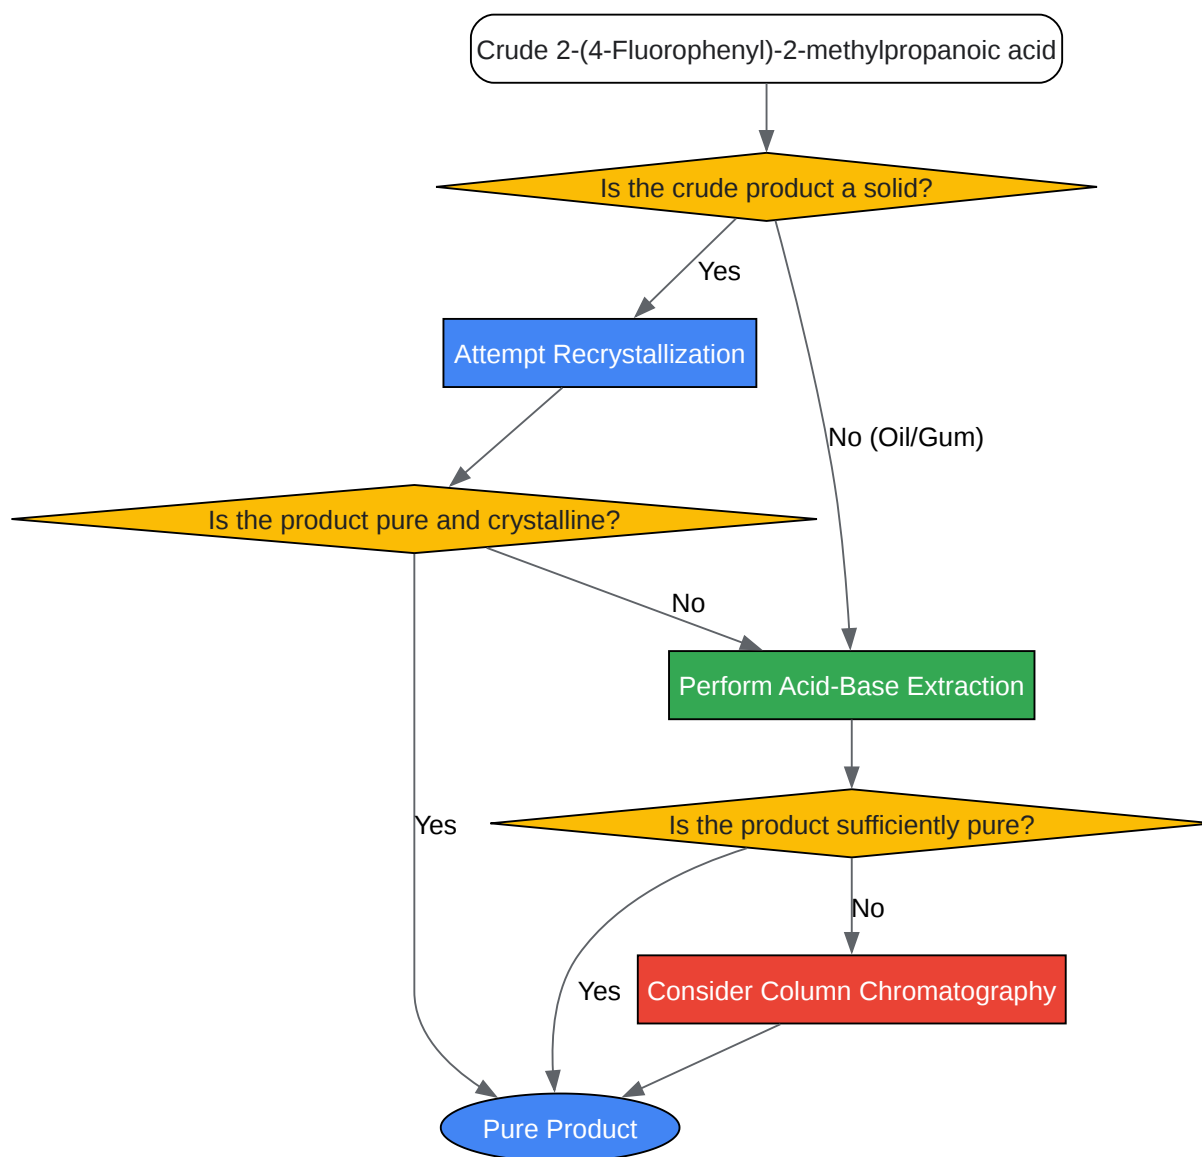 Crude 2-(4-Fluorophenyl)-2-methylpropanoic acid
Is the crude product a solid?
Yes
Attempt Recrystallization
No (Oil/Gum)
Is the product pure and crystalline?
No
Perform Acid-Base Extraction
Yes
Is the product sufficiently pure?
No
Yes
Consider Column Chromatography
Pure Product